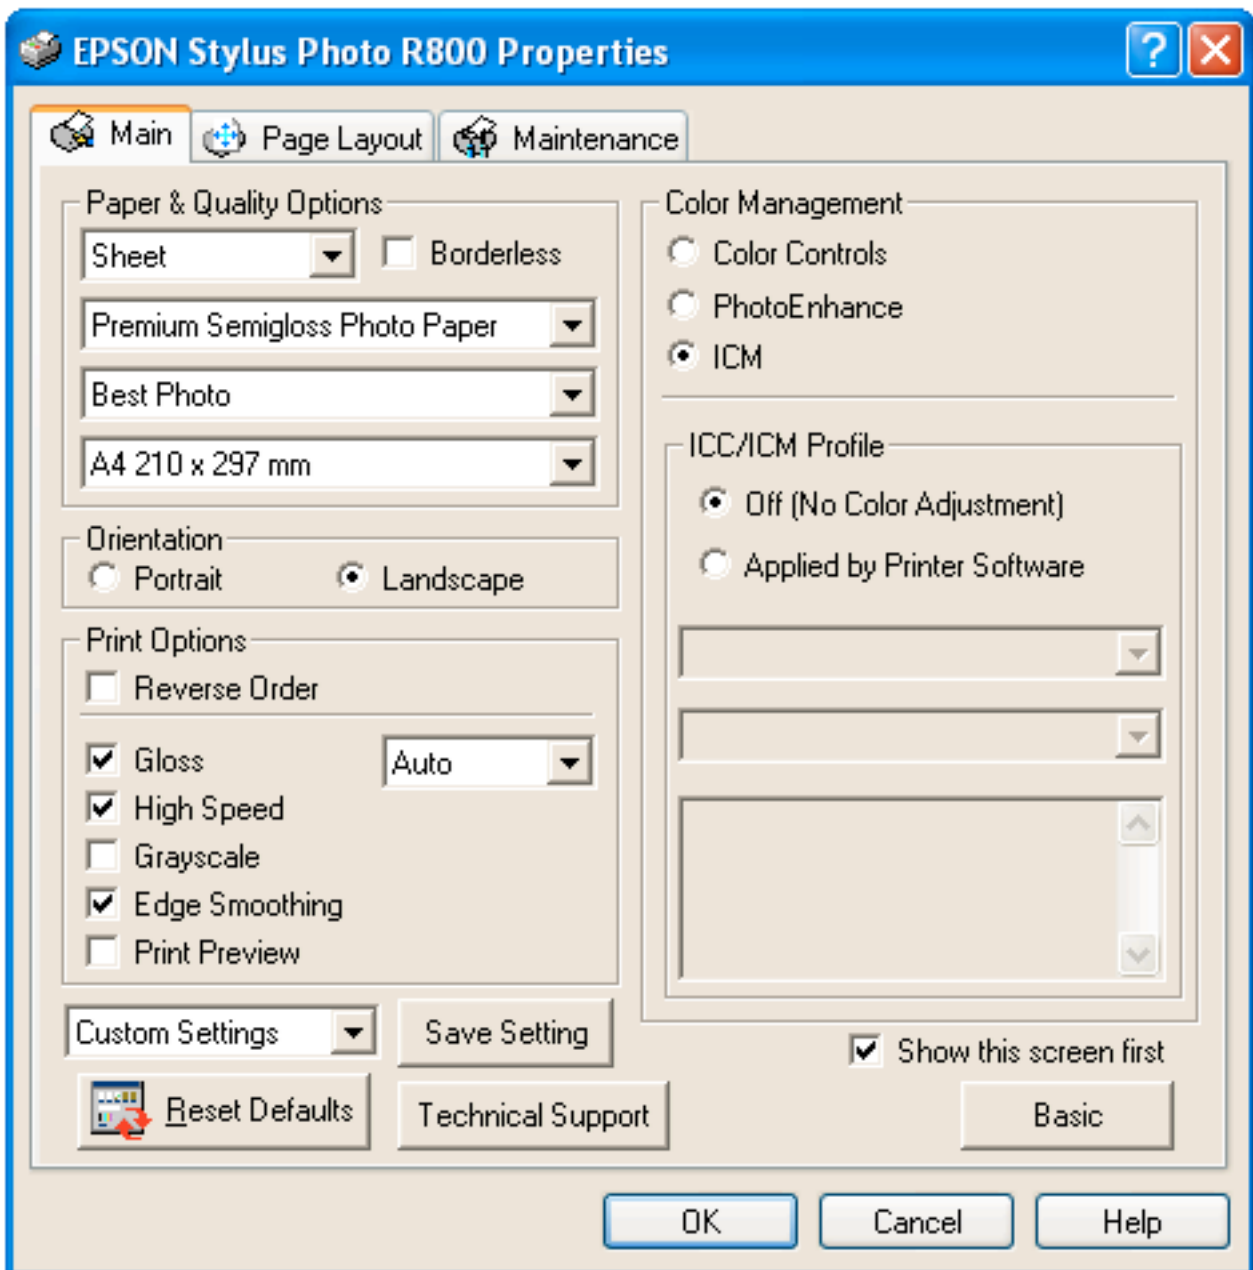 EPSON Stylus Photo R800 Properties
Main
Page Layout
Maintenance
Paper & Quality Options
Sheet
Borderless
Premium Semigloss Photo Paper
Best Photo
A4 210 x 297 mm
Orientation
Portrait
Landscape
Print Options
Reverse Order
Gloss
Auto
High Speed
Grayscale
Edge Smoothing
Print Preview
Custom Settings
Save Setting
Reset Defaults
Technical Support
Color Management
Color Controls
PhotoEnhance
ICM
ICC/ICM Profile
Off (No Color Adjustment)
Applied by Printer Software
Show this screen first
Basic
OK
Cancel
Help